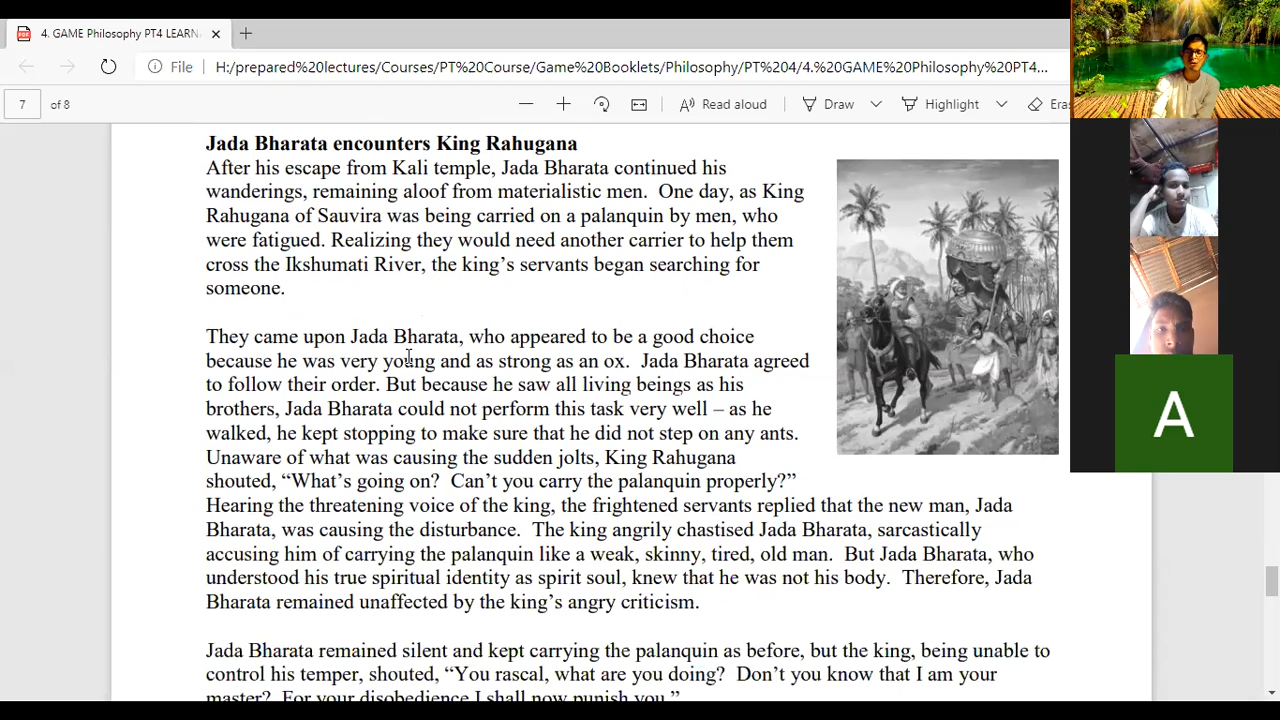 4. GAME Philosophy PT4 LEARN
File
H:/prepared%20lectures/Courses/PT%20Course/Game%20Booklets/Philosophy/PT%204/4.%20GAME%20Philosophy%20PT4...
7 of 8
Read aloud
Draw
Highlight
Eras
Jada Bharata encounters King Rahugana
After his escape from Kali temple, Jada Bharata continued his
wanderings, remaining aloof from materialistic men. One day, as King
Rahugana of Sauvira was being carried on a palanquin by men, who
were fatigued. Realizing they would need another carrier to help them
cross the Ikshumati River, the king’s servants began searching for
someone.
They came upon Jada Bharata, who appeared to be a good choice
because he was very young and as strong as an ox. Jada Bharata agreed
to follow their order. But because he saw all living beings as his
brothers, Jada Bharata could not perform this task very well – as he
walked, he kept stopping to make sure that he did not step on any ants.
Unaware of what was causing the sudden jolts, King Rahugana
shouted, “What’s going on? Can’t you carry the palanquin properly?”
Hearing the threatening voice of the king, the frightened servants replied that the new man, Jada
Bharata, was causing the disturbance. The king angrily chastised Jada Bharata, sarcastically
accusing him of carrying the palanquin like a weak, skinny, tired, old man. But Jada Bharata, who
understood his true spiritual identity as spirit soul, knew that he was not his body. Therefore, Jada
Bharata remained unaffected by the king’s angry criticism.
Jada Bharata remained silent and kept carrying the palanquin as before, but the king, being unable to
control his temper, shouted, “You rascal, what are you doing? Don’t you know that I am your
master? For your disobedience I shall now punish you.”
A